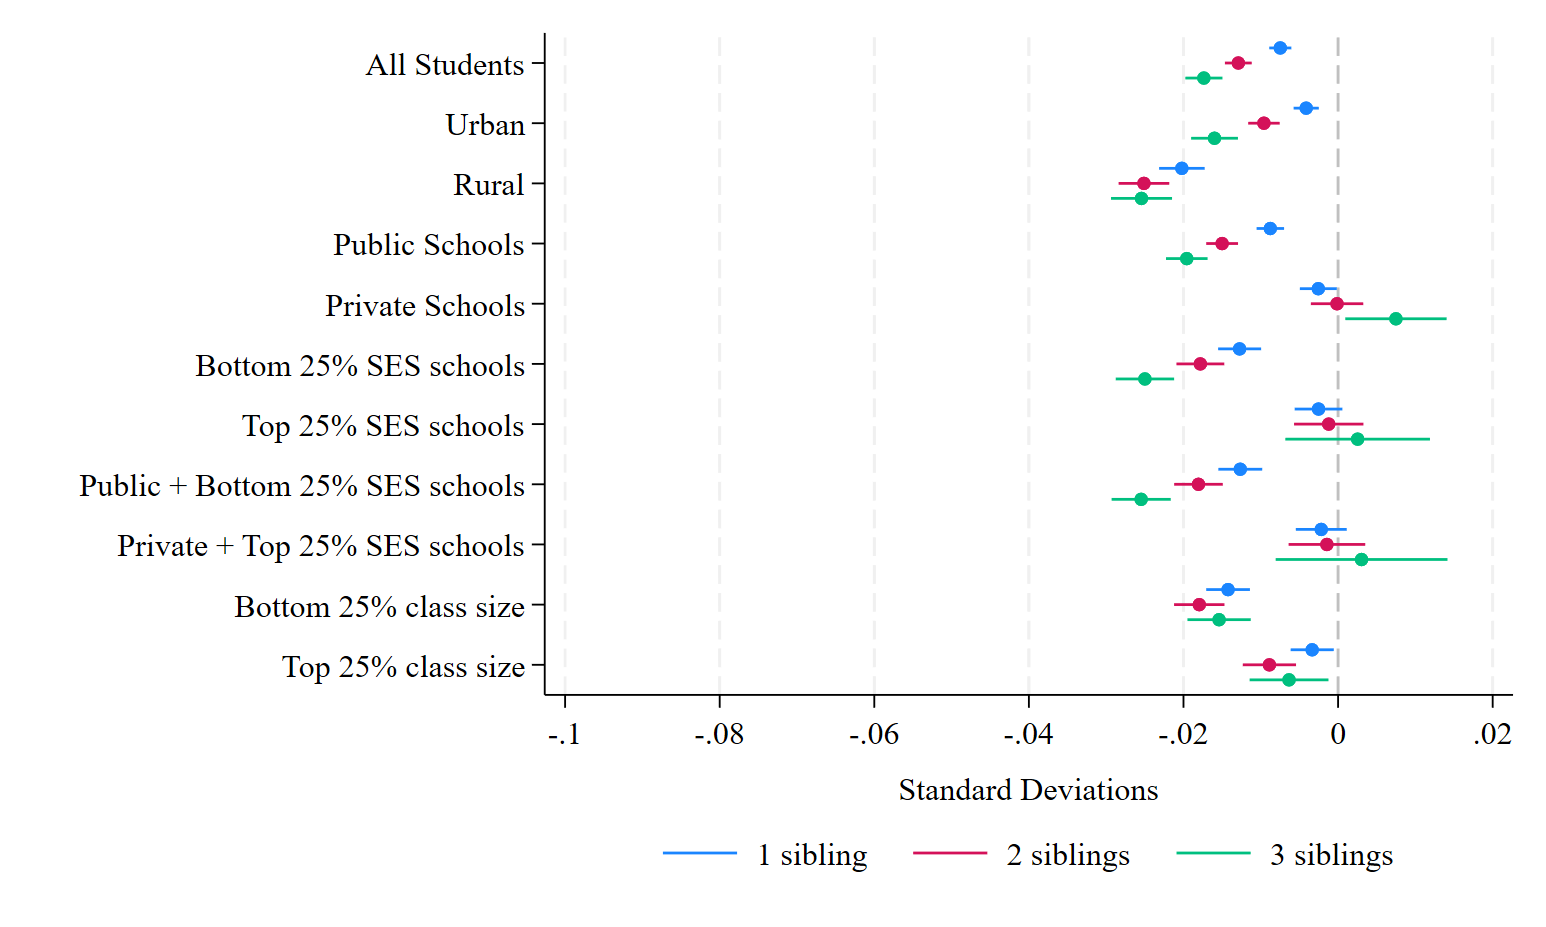 All Students
Urban
Rural
Public Schools
Private Schools
Bottom 25% SES schools
Top 25% SES schools
Public + Bottom 25% SES schools
Private + Top 25% SES schools
Bottom 25% class size
Top 25% class size
-.1 -.08 -.06 -.04 -.02 0 .02
Standard Deviations
1 sibling 2 siblings 3 siblings